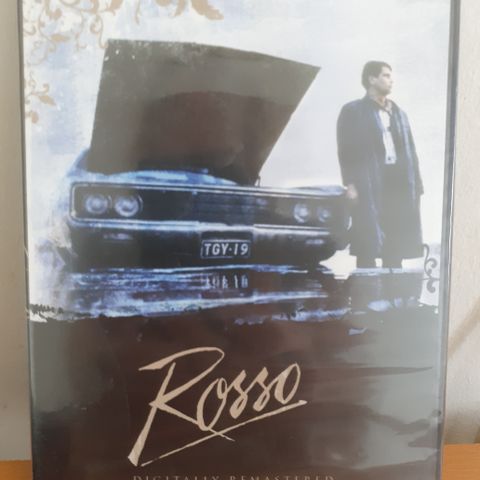 TGY-19
Rosso
DIGITALLY REMASTERED